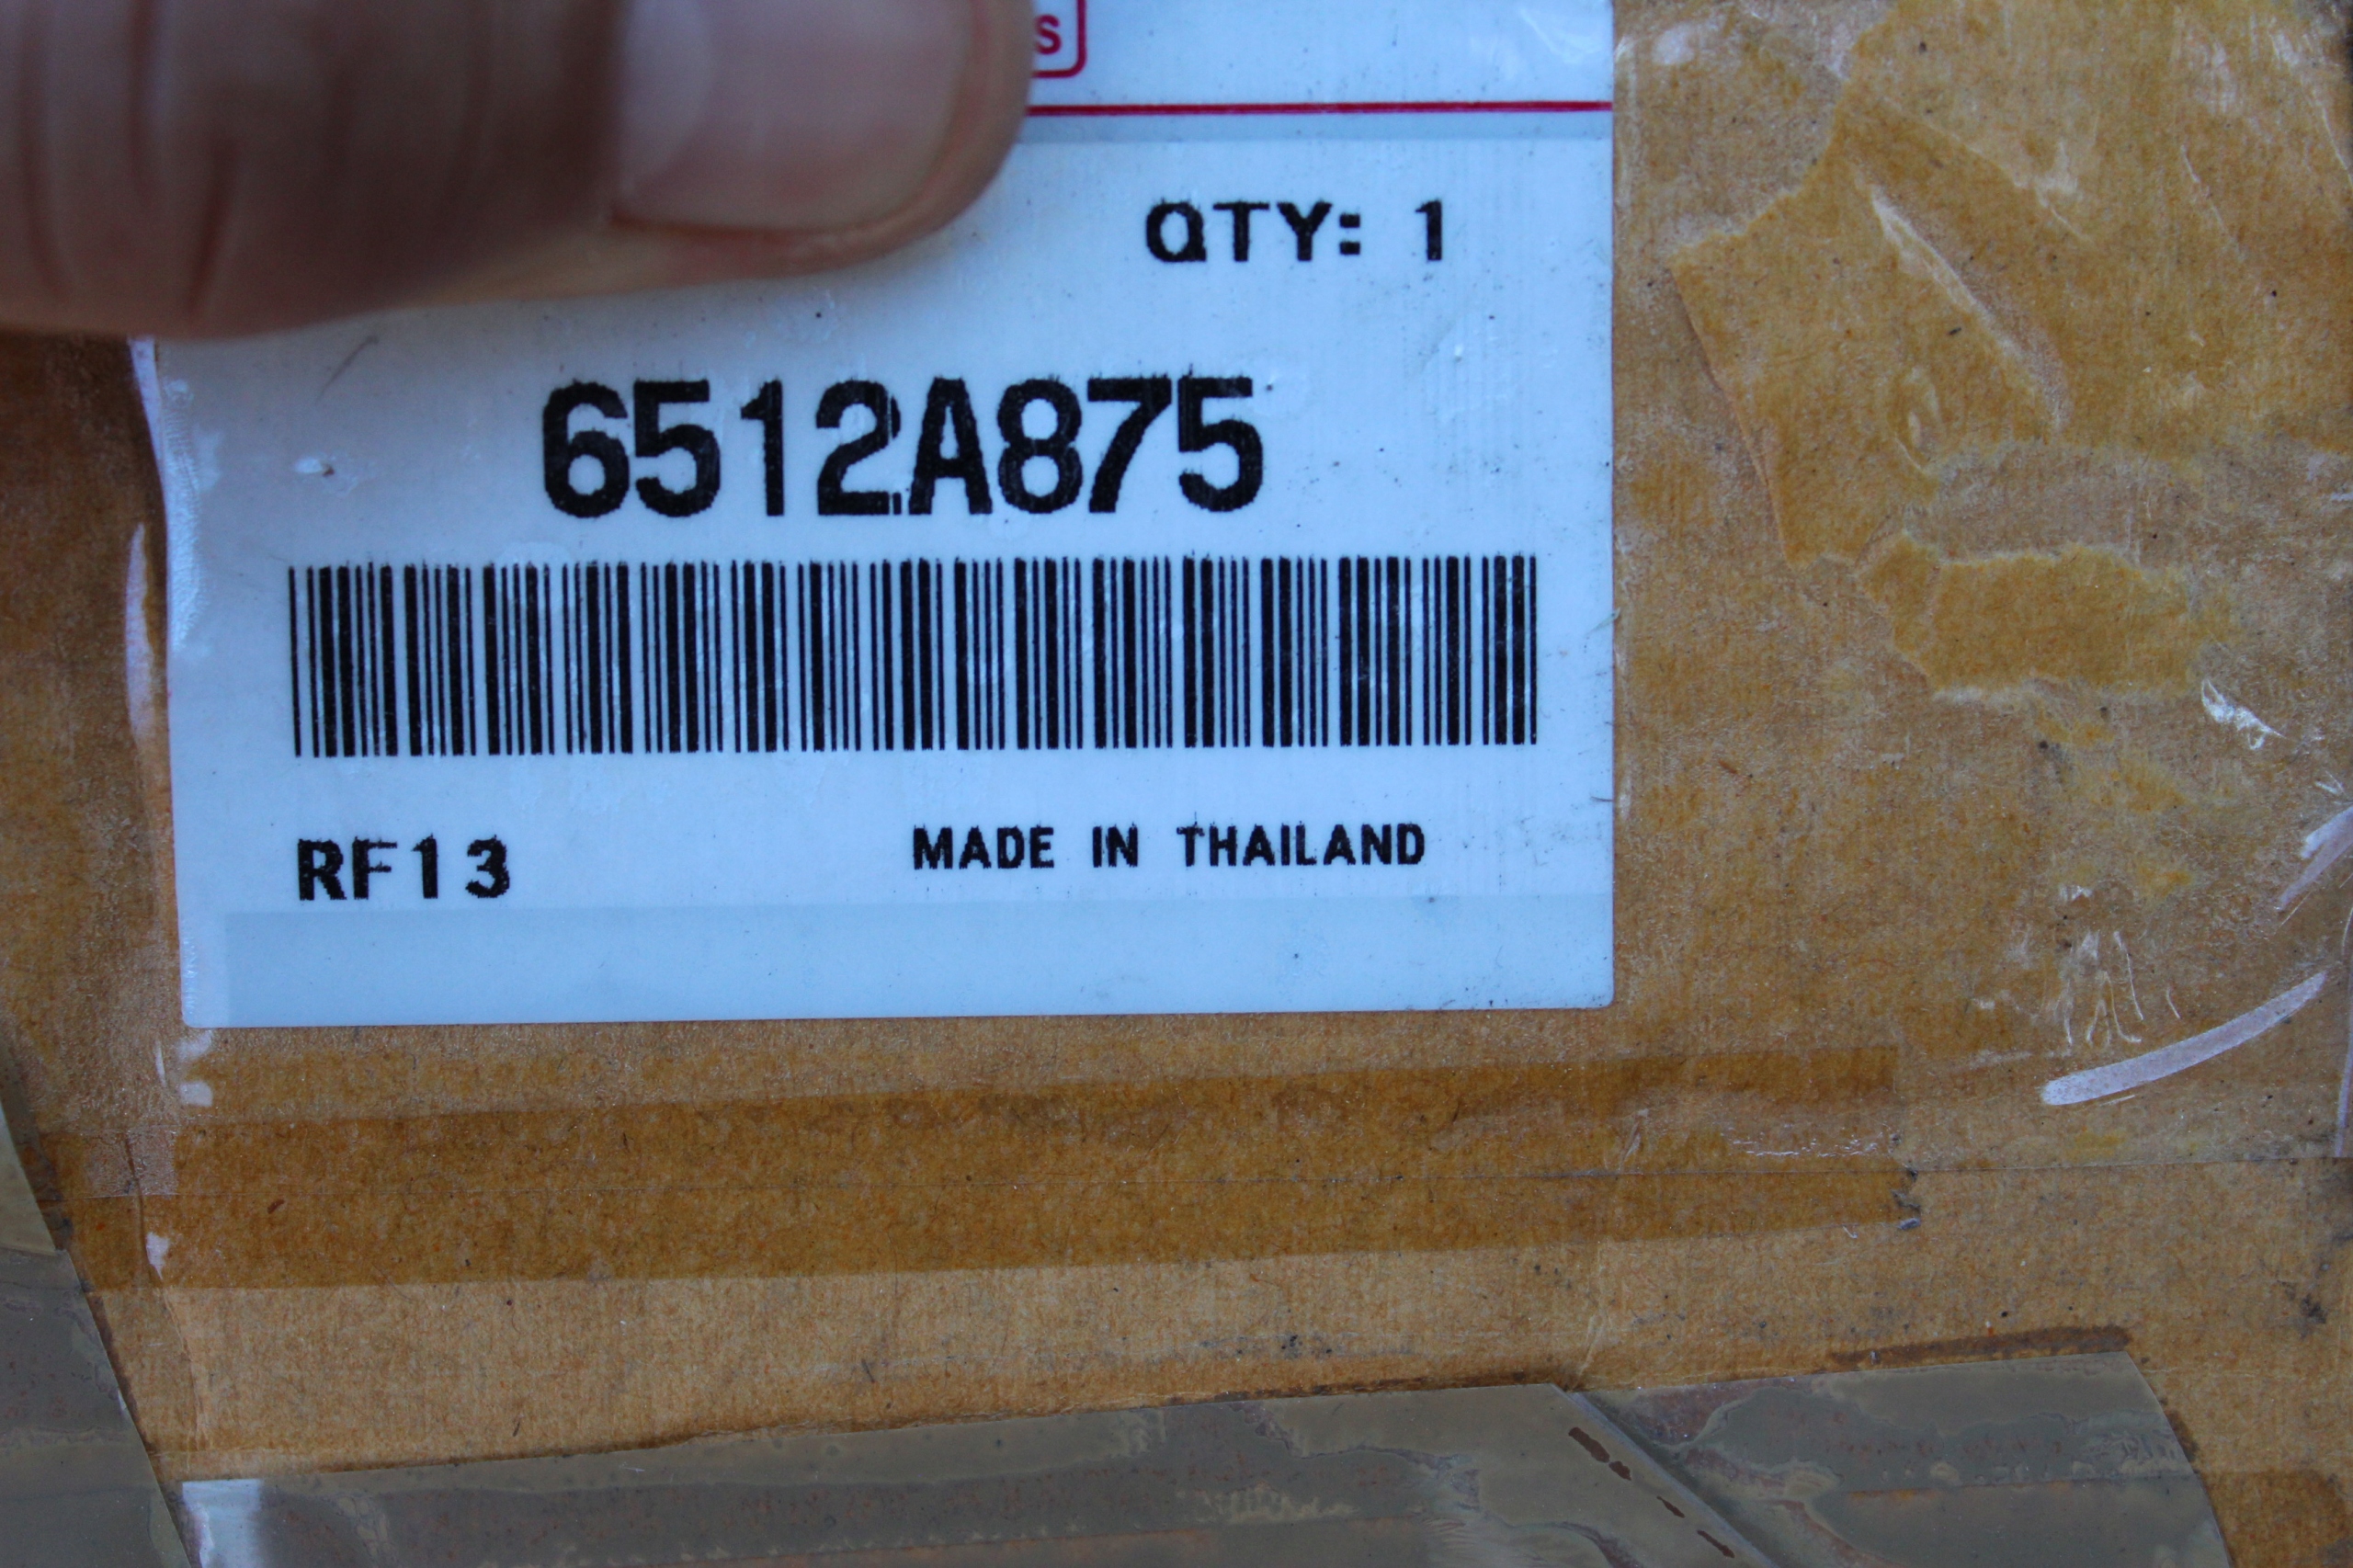 S
QTY: 1
6512A875
RF13
MADE IN THAILAND